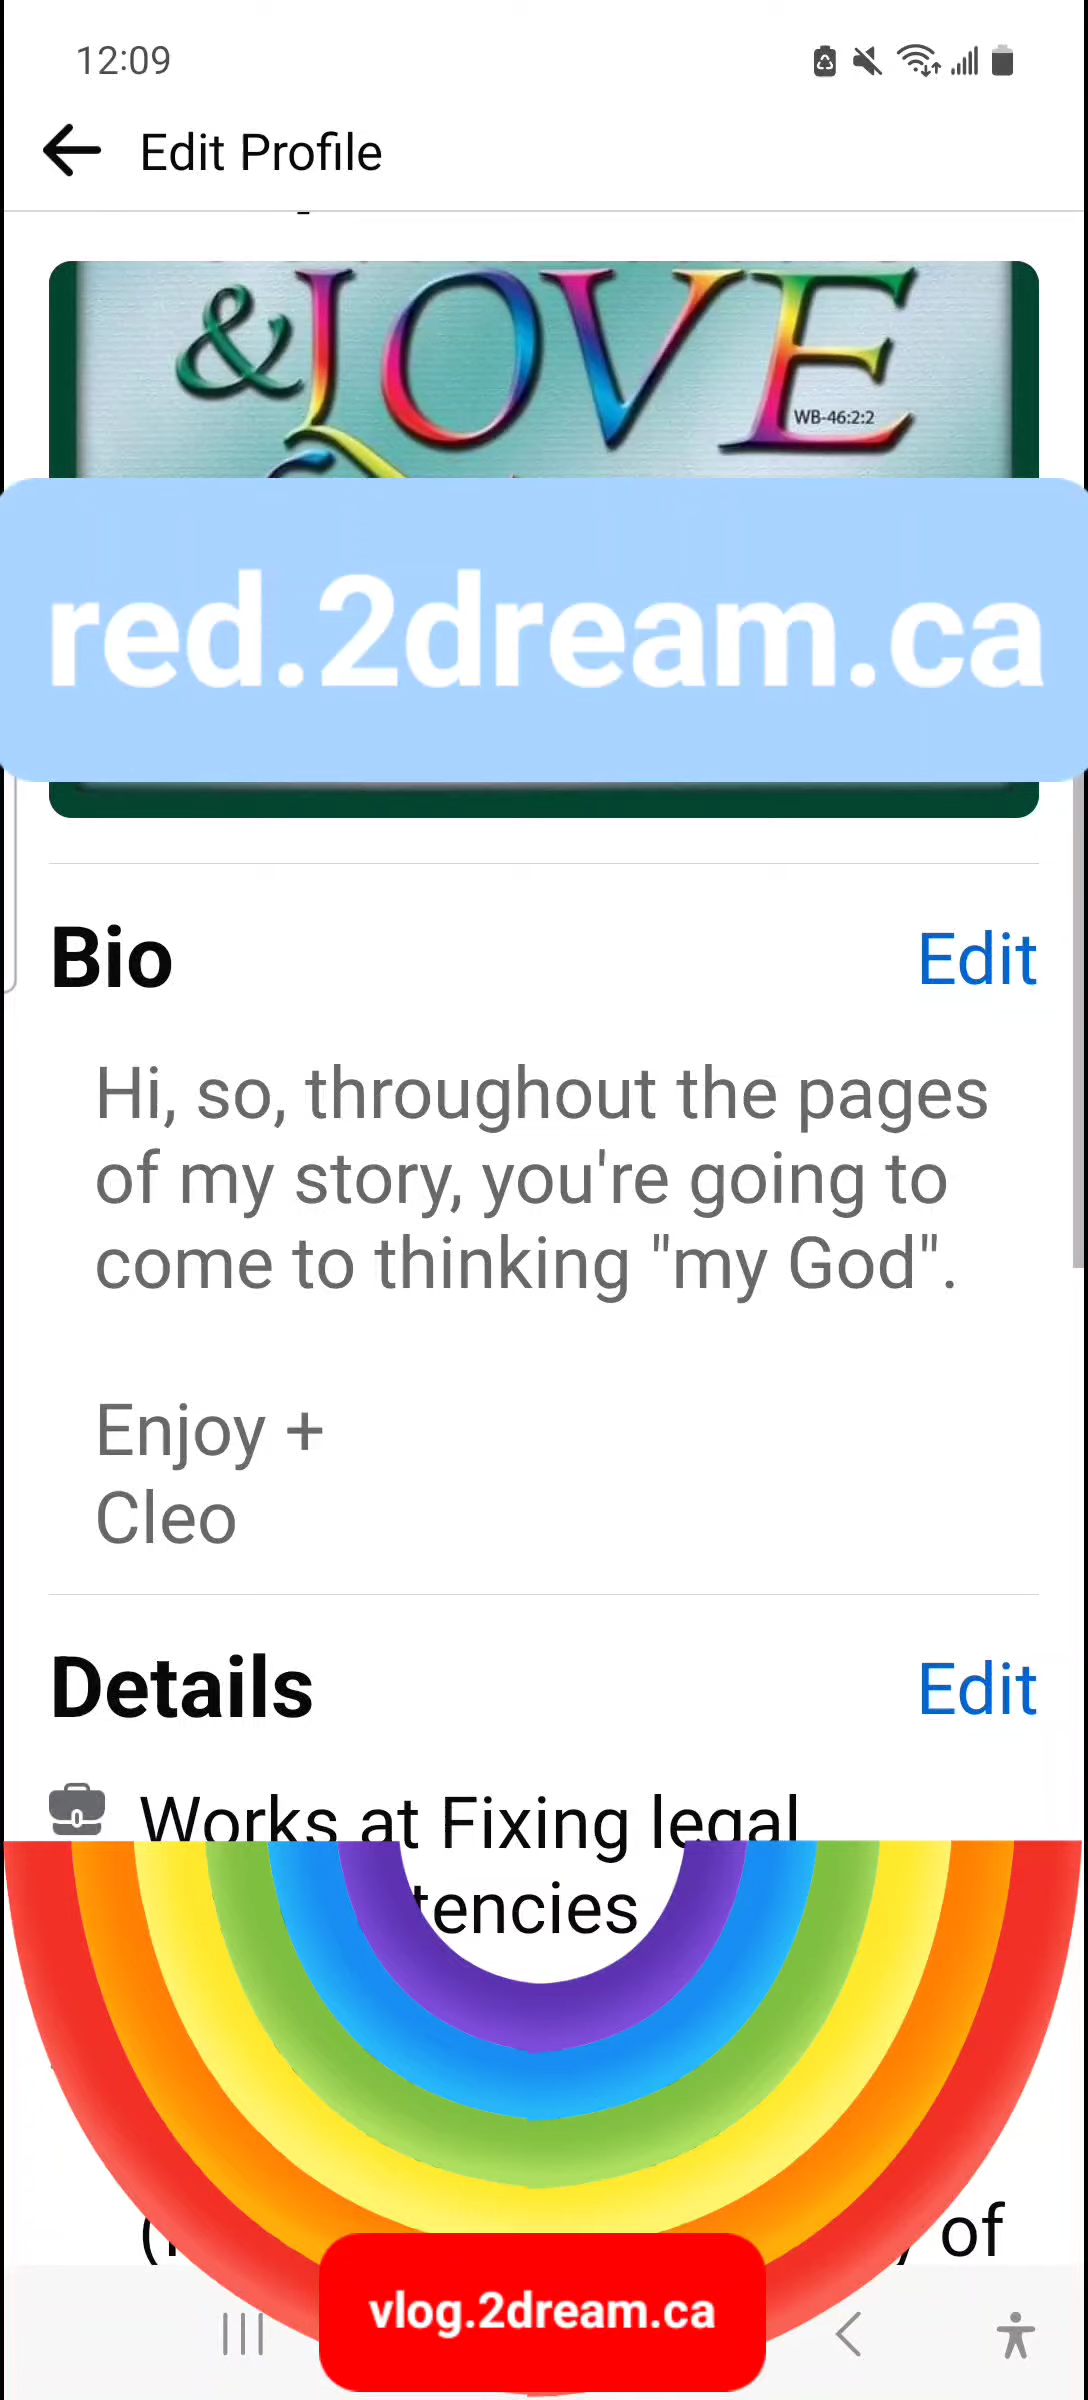 12:09
Edit Profile
&LOVE
WB-46:2:2
red.2dream.ca
Bio
Edit
Hi, so, throughout the pages
of my story, you're going to
come to thinking "my God".
Enjoy +
Cleo
Details
Edit
Works at Fixing legal
tencies
of
vlog.2dream.ca